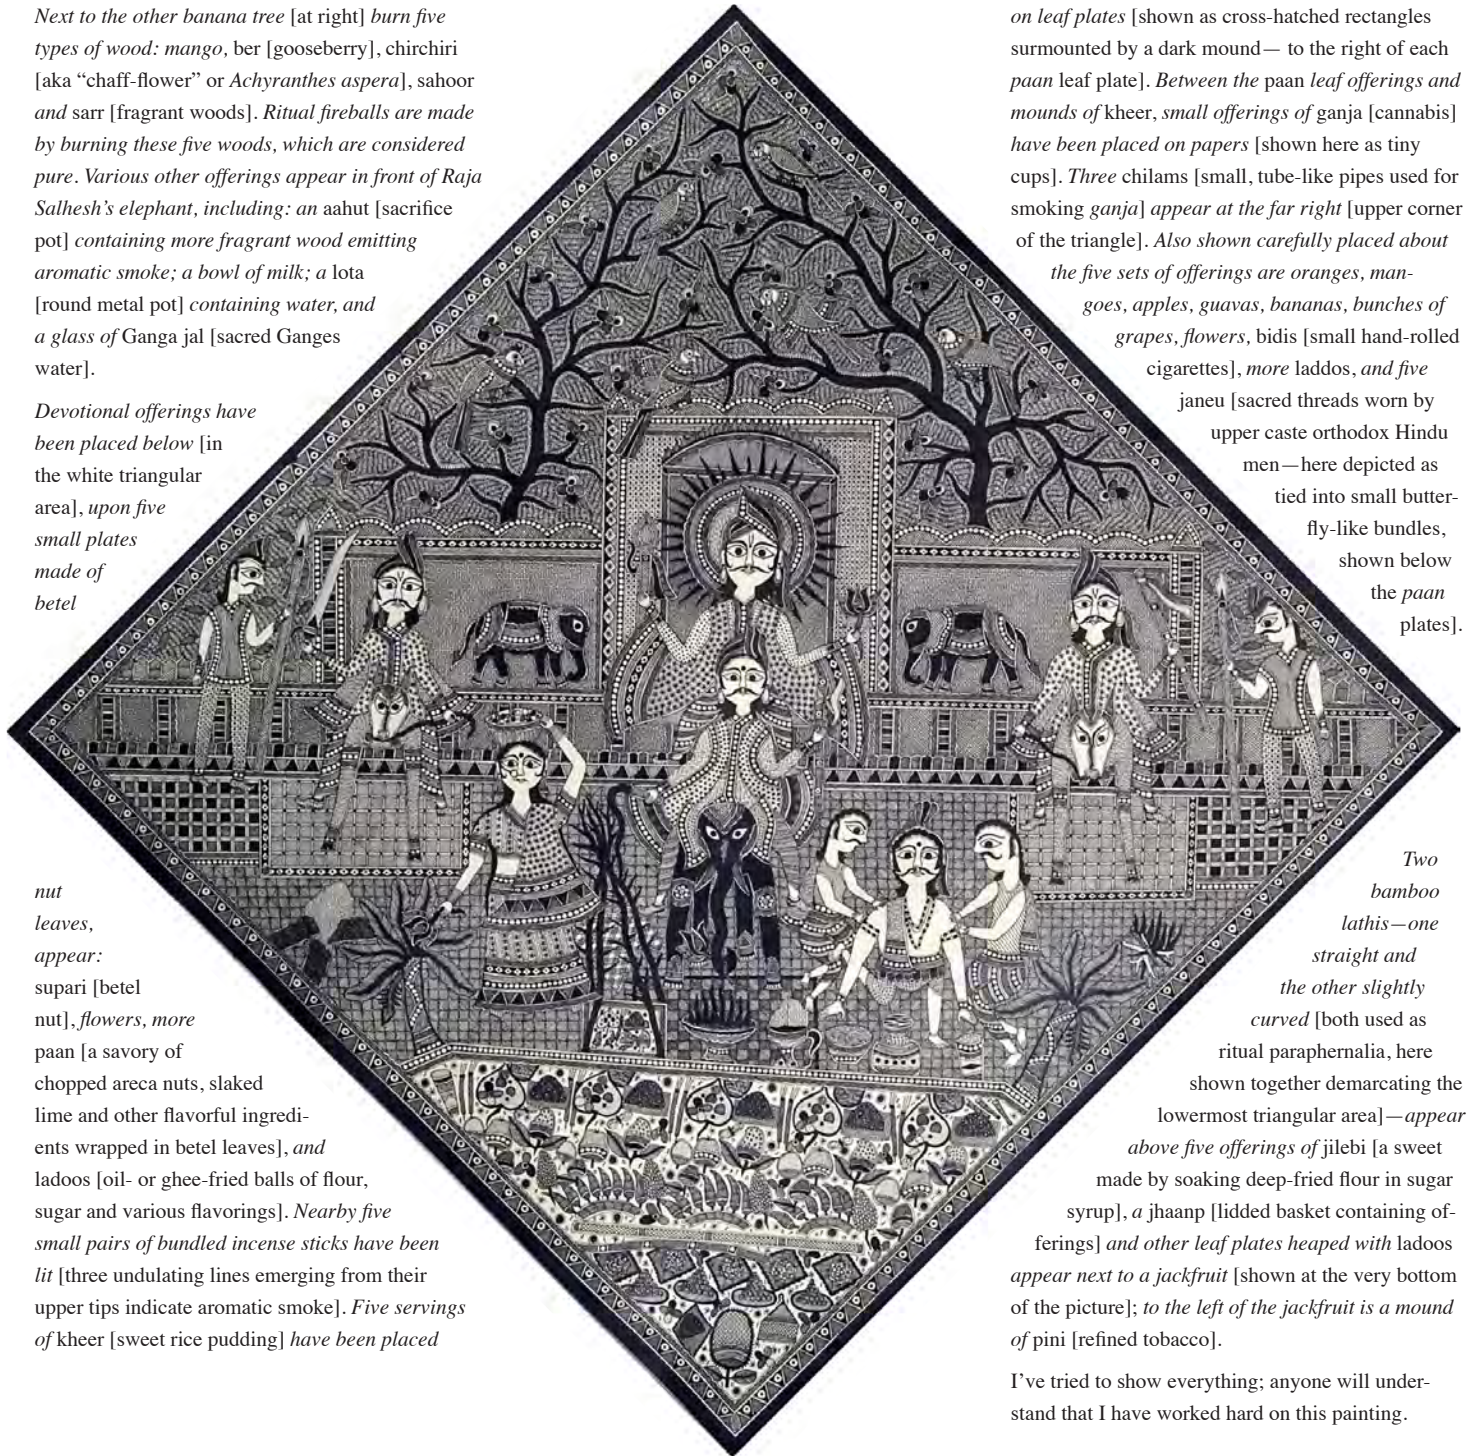 Next to the other banana tree [at right] burn five
types of wood: mango, ber [gooseberry], chirchiri
[aka “chaff-flower” or Achyranthes aspera], sahoor
and sarr [fragrant woods]. Ritual fireballs are made
by burning these five woods, which are considered
pure. Various other offerings appear in front of Raja
Salhesh’s elephant, including: an aahut [sacrifice
pot] containing more fragrant wood emitting
aromatic smoke; a bowl of milk; a lota
[round metal pot] containing water, and
a glass of Ganga jal [sacred Ganges
water].
Devotional offerings have
been placed below [in
the white triangular
area], upon five
small plates
made of
betel
nut
leaves,
appear:
supari [betel
nut], flowers, more
paan [a savory of
chopped areca nuts, slaked
lime and other flavorful ingredi-
ents wrapped in betel leaves], and
ladoos [oil- or ghee-fried balls of flour,
sugar and various flavorings]. Nearby five
small pairs of bundled incense sticks have been
lit [three undulating lines emerging from their
upper tips indicate aromatic smoke]. Five servings
of kheer [sweet rice pudding] have been placed
on leaf plates [shown as cross-hatched rectangles
surmounted by a dark mound— to the right of each
paan leaf plate]. Between the paan leaf offerings and
mounds of kheer, small offerings of ganja [cannabis]
have been placed on papers [shown here as tiny
cups]. Three chilams [small, tube-like pipes used for
smoking ganja] appear at the far right [upper corner
of the triangle]. Also shown carefully placed about
the five sets of offerings are oranges, man-
goes, apples, guavas, bananas, bunches of
grapes, flowers, bidis [small hand-rolled
cigarettes], more laddos, and five
janeu [sacred threads worn by
upper caste orthodox Hindu
men—here depicted as
tied into small butter-
fly-like bundles,
shown below
the paan
plates].
Two
bamboo
lathis—one
straight and
the other slightly
curved [both used as
ritual paraphernalia, here
shown together demarcating the
lowermost triangular area]—appear
above five offerings of jilebi [a sweet
made by soaking deep-fried flour in sugar
syrup], a jhaanp [lidded basket containing of-
ferings] and other leaf plates heaped with ladoos
appear next to a jackfruit [shown at the very bottom
of the picture]; to the left of the jackfruit is a mound
of pini [refined tobacco].
I’ve tried to show everything; anyone will under-
stand that I have worked hard on this painting.